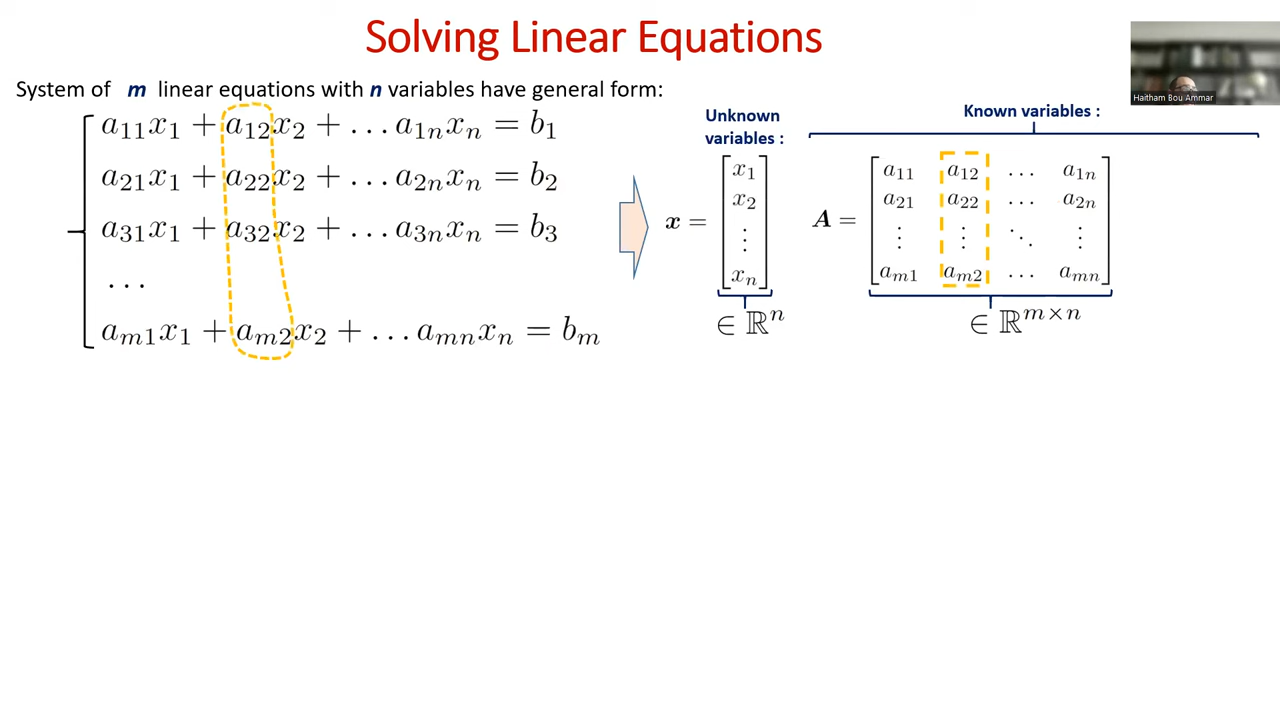 Solving Linear Equations
System of m linear equations with n variables have general form:
a₁₁x₁ + a₁₂x₂ + … a₁ₙxₙ = b₁
a₂₁x₁ + a₂₂x₂ + … a₂ₙxₙ = b₂
a₃₁x₁ + a₃₂x₂ + … a₃ₙxₙ = b₃
…
aₘ₁x₁ + aₘ₂x₂ + … aₘₙxₙ = bₘ
Unknown
variables :
x =
x₁
x₂
⋮
xₙ
∈ ℝⁿ
Known variables :
A =
a₁₁ a₁₂ … a₁ₙ
a₂₁ a₂₂ … a₂ₙ
⋮ ⋮ ⋱ ⋮
aₘ₁ aₘ₂ … aₘₙ
∈ ℝᵐˣⁿ
Haitham Bou Ammar